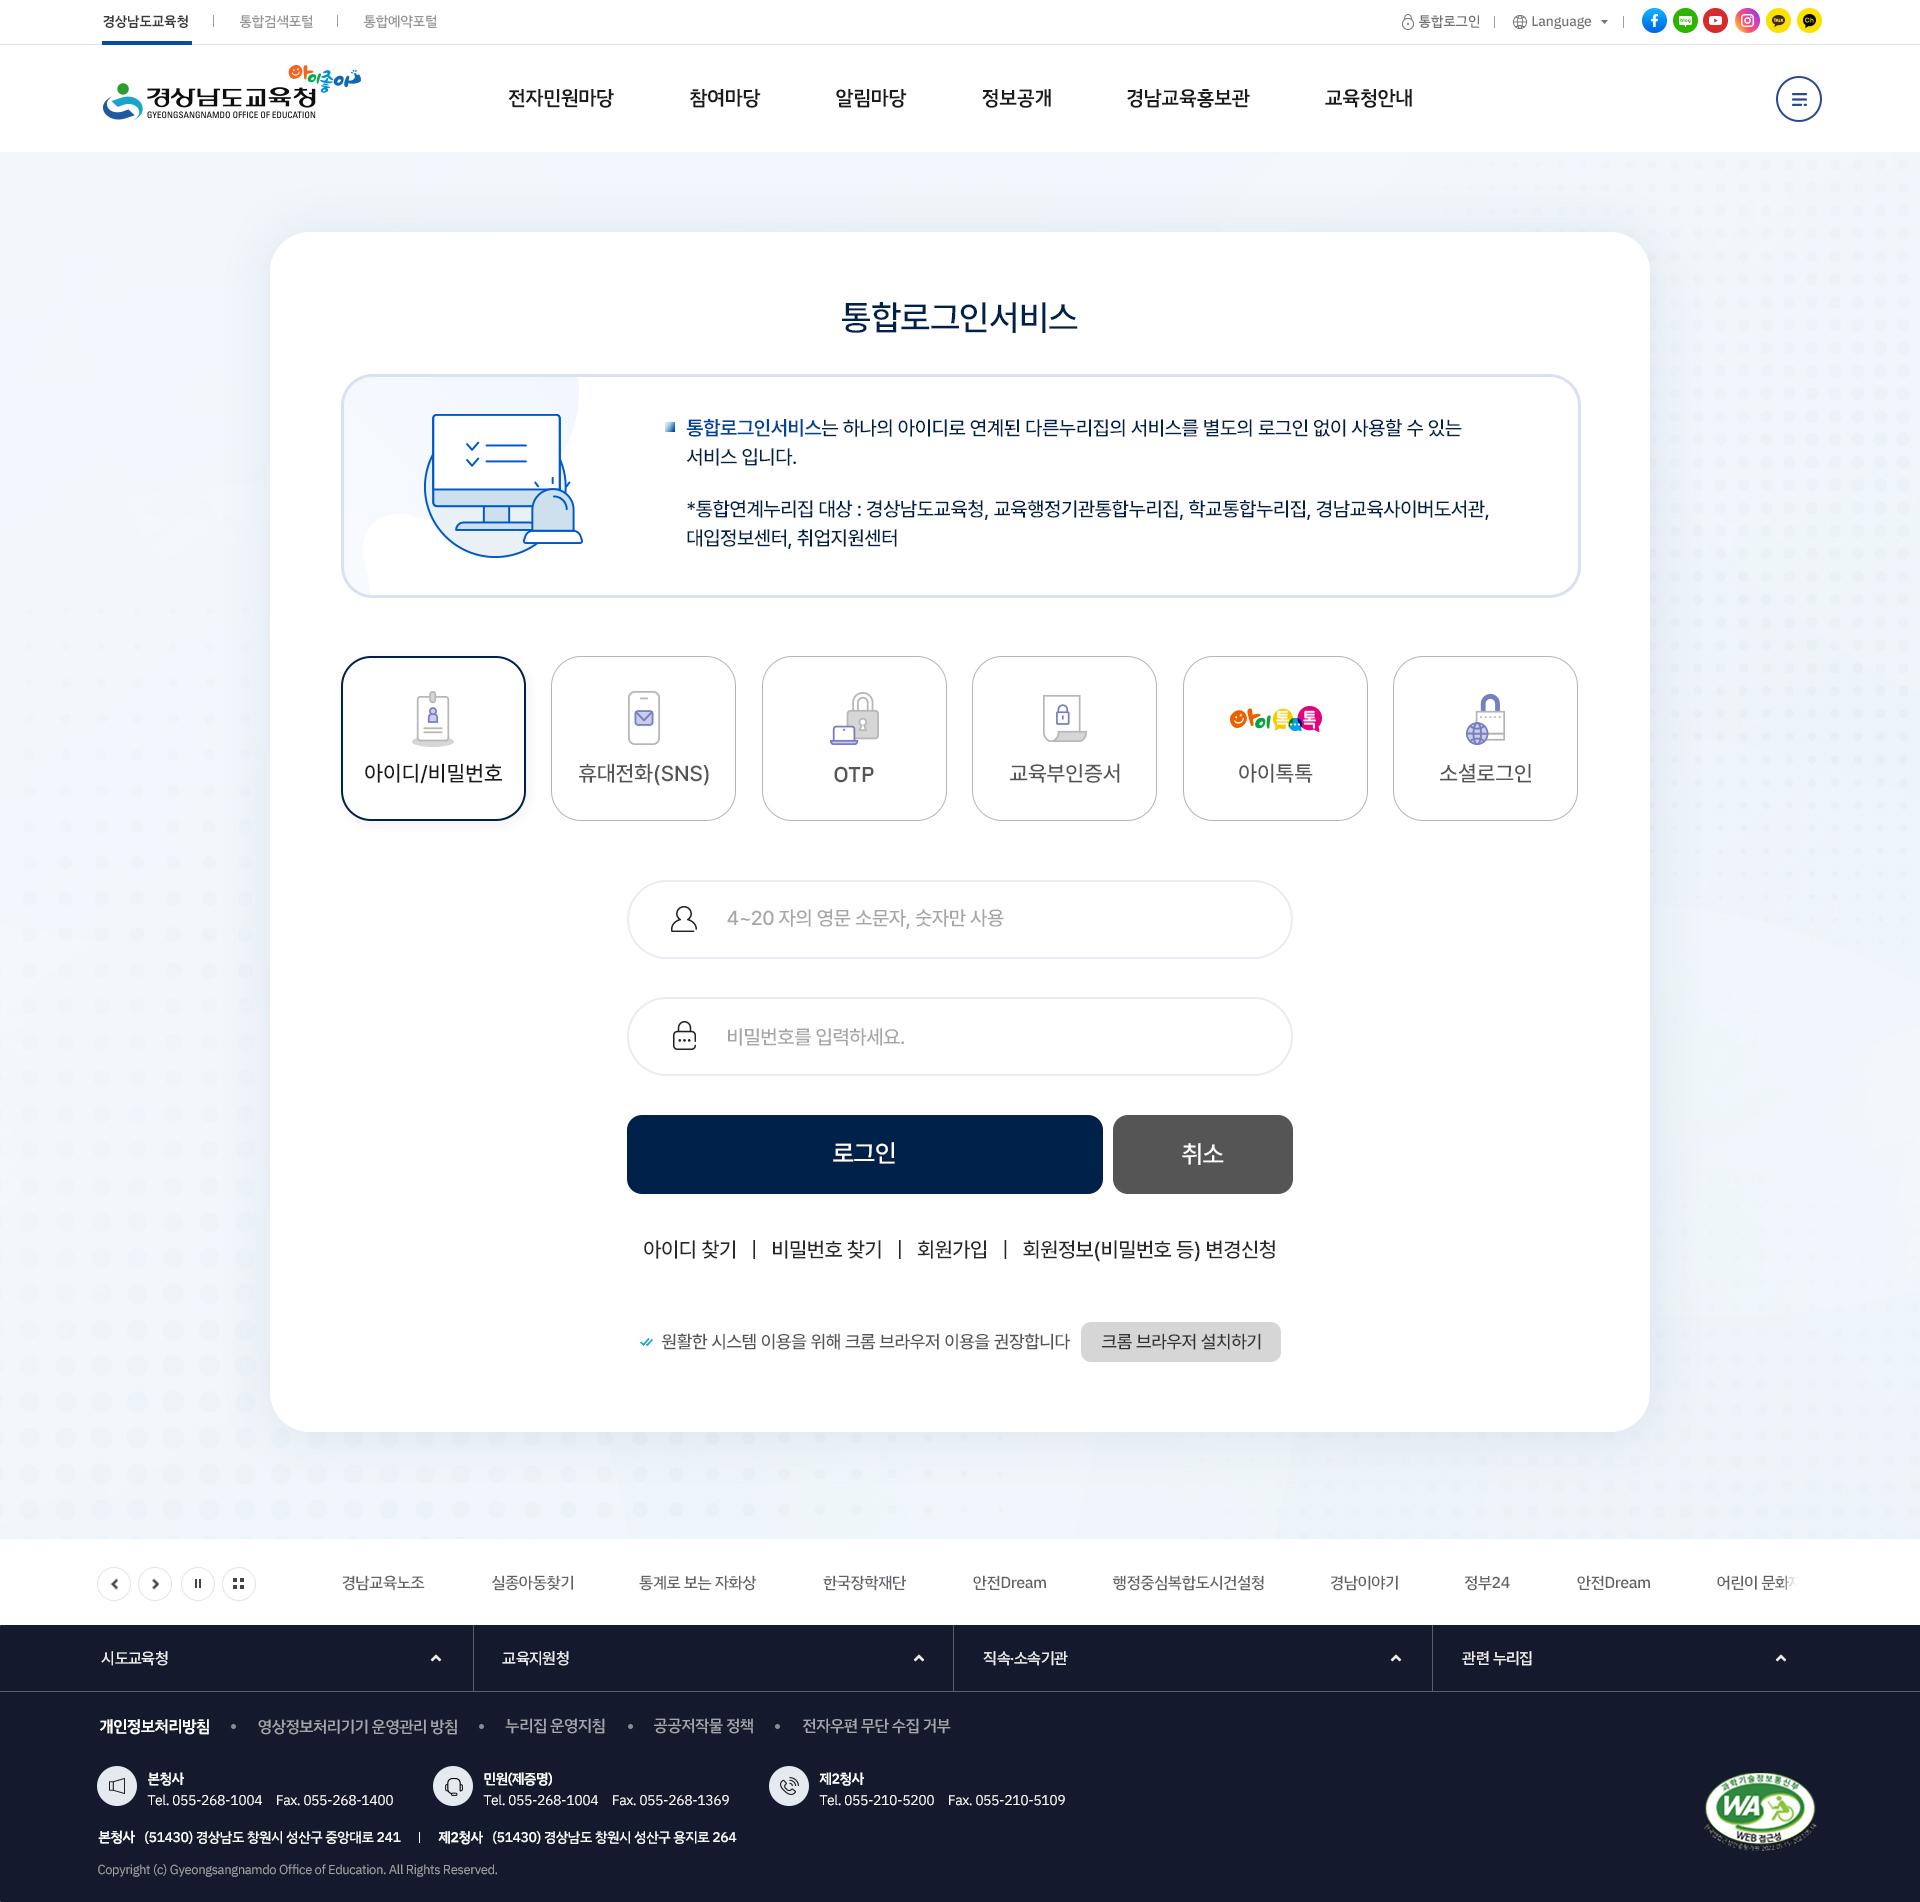 경상남도교육청
통합검색포털
통합예약포털
통합로그인
Language
blog
TALK
Ch
아이좋아
경상남도교육청
GYEONGSANGNAMDO OFFICE OF EDUCATION
전자민원마당
참여마당
알림마당
정보공개
경남교육홍보관
교육청안내
통합로그인서비스
통합로그인서비스는 하나의 아이디로 연계된 다른누리집의 서비스를 별도의 로그인 없이 사용할 수 있는
서비스 입니다.
*통합연계누리집 대상 : 경상남도교육청, 교육행정기관통합누리집, 학교통합누리집, 경남교육사이버도서관,
대입정보센터, 취업지원센터
아이디/비밀번호
휴대전화(SNS)
OTP
교육부인증서
아이톡톡
아이톡톡
소셜로그인
4~20 자의 영문 소문자, 숫자만 사용
비밀번호를 입력하세요.
로그인
취소
아이디 찾기 | 비밀번호 찾기 | 회원가입 | 회원정보(비밀번호 등) 변경신청
원활한 시스템 이용을 위해 크롬 브라우저 이용을 권장합니다
크롬 브라우저 설치하기
경남교육노조
실종아동찾기
통계로 보는 자화상
한국장학재단
안전Dream
행정중심복합도시건설청
경남이야기
정부24
안전Dream
어린이 문화
시도교육청
교육지원청
직속·소속기관
관련 누리집
개인정보처리방침
영상정보처리기기 운영관리 방침
누리집 운영지침
공공저작물 정책
전자우편 무단 수집 거부
본청사
Tel. 055-268-1004 Fax. 055-268-1400
민원(제증명)
Tel. 055-268-1004 Fax. 055-268-1369
제2청사
Tel. 055-210-5200 Fax. 055-210-5109
본청사 (51430) 경상남도 창원시 성산구 중앙대로 241 | 제2청사 (51430) 경상남도 창원시 성산구 용지로 264
Copyright (c) Gyeongsangnamdo Office of Education. All Rights Reserved.
과학기술정보통신부
WA
WEB 접근성